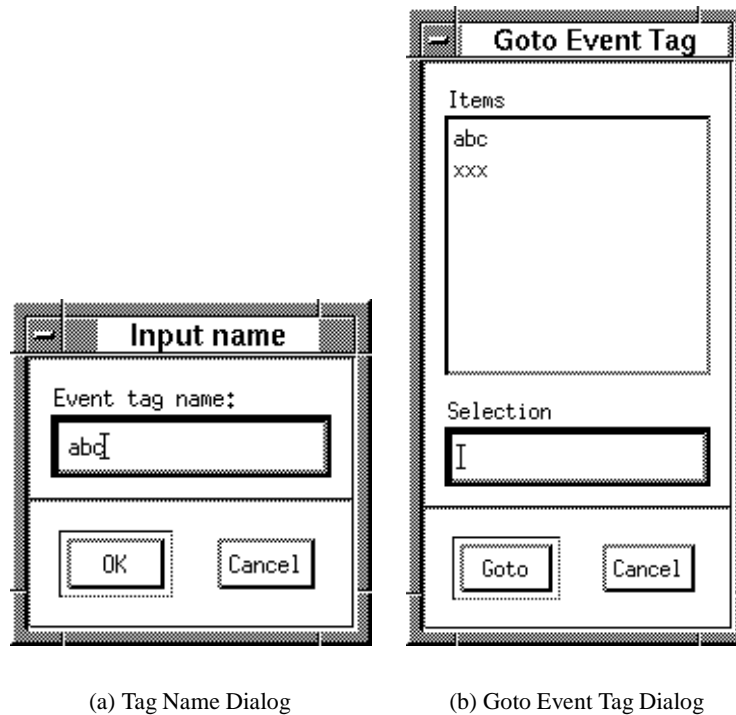 Input name
Event tag name:
abc
OK
Cancel
(a) Tag Name Dialog
Goto Event Tag
Items
abc
xxx
Selection
Goto
Cancel
(b) Goto Event Tag Dialog